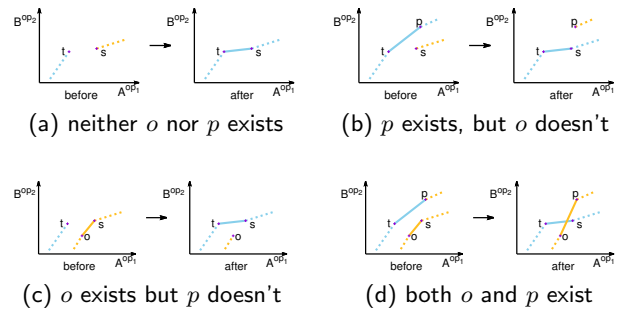 B^op2 t s B^op2 t s
before A^op1 after A^op1
(a) neither o nor p exists
B^op2 t p s B^op2 t p s
before A^op1 after A^op1
(b) p exists, but o doesn't
B^op2 t s o B^op2 t s o
before A^op1 after A^op1
(c) o exists but p doesn't
B^op2 t p s o B^op2 t p s o
before A^op1 after A^op1
(d) both o and p exist